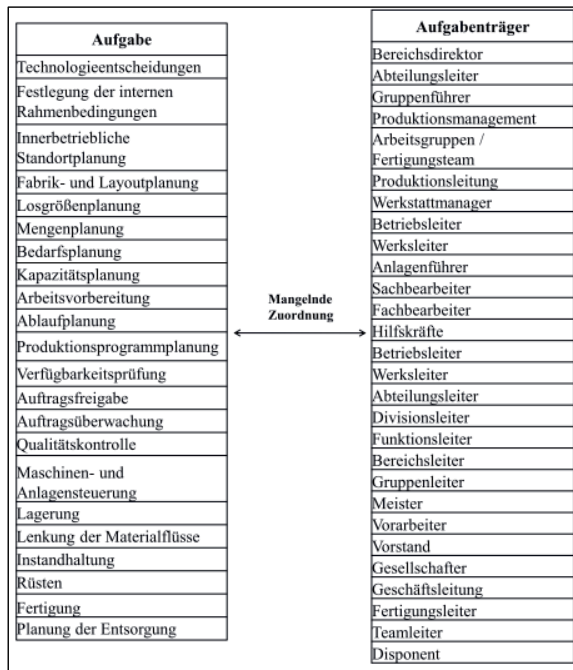 Aufgabe
Technologieentscheidungen
Festlegung der internen
Rahmenbedingungen
Innerbetriebliche
Standortplanung
Fabrik- und Layoutplanung
Losgrößenplanung
Mengenplanung
Bedarfsplanung
Kapazitätsplanung
Arbeitsvorbereitung
Ablaufplanung
Produktionsprogrammplanung
Verfügbarkeitsprüfung
Auftragsfreigabe
Auftragsüberwachung
Qualitätskontrolle
Maschinen- und
Anlagensteuerung
Lagerung
Lenkung der Materialflüsse
Instandhaltung
Rüsten
Fertigung
Planung der Entsorgung
Mangelnde
Zuordnung
Aufgabenträger
Bereichsdirektor
Abteilungsleiter
Gruppenführer
Produktionsmanagement
Arbeitsgruppen /
Fertigungsteam
Produktionsleitung
Werkstattmanager
Betriebsleiter
Werksleiter
Anlagenführer
Sachbearbeiter
Fachbearbeiter
Hilfskräfte
Betriebsleiter
Werksleiter
Abteilungsleiter
Divisionsleiter
Funktionsleiter
Bereichsleiter
Gruppenleiter
Meister
Vorarbeiter
Vorstand
Gesellschafter
Geschäftsleitung
Fertigungsleiter
Teamleiter
Disponent